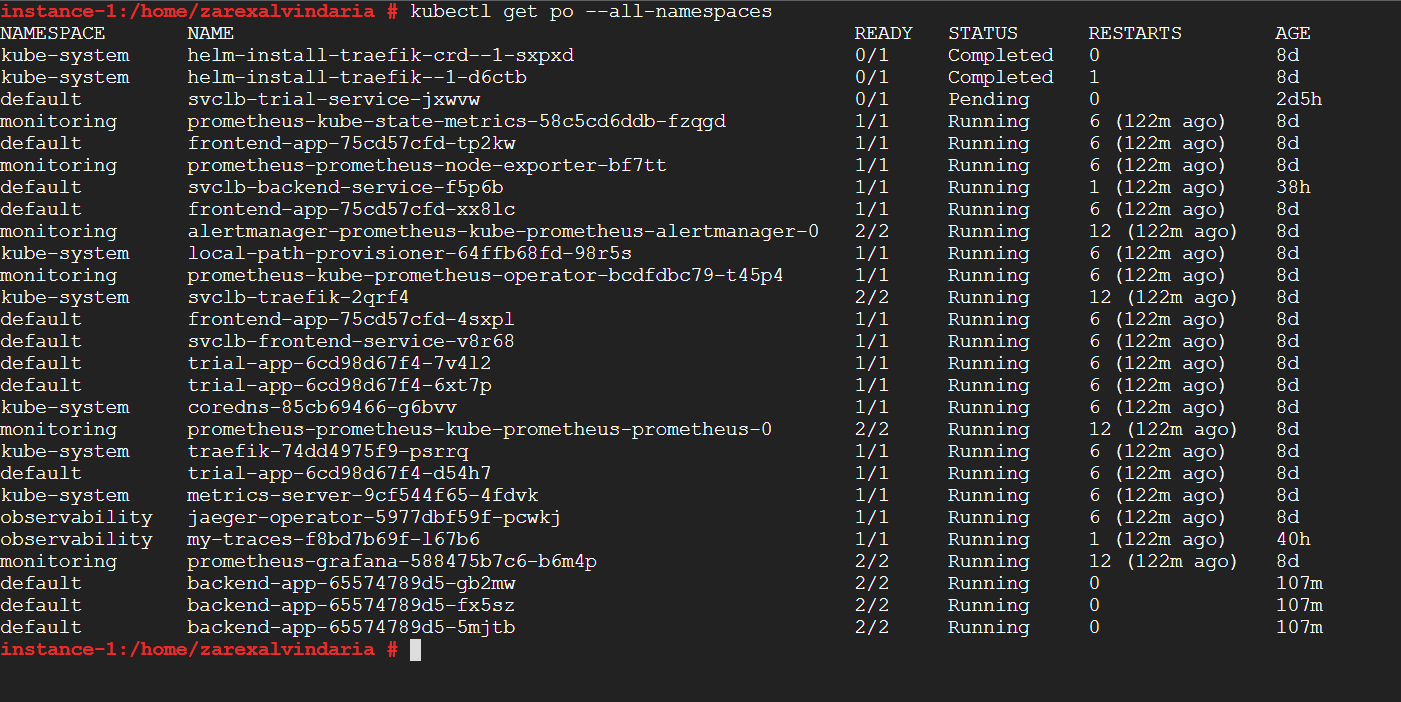 instance-1:/home/zarexalvindaria # kubectl get po --all-namespaces
NAMESPACE NAME READY STATUS RESTARTS AGE
kube-system helm-install-traefik-crd--1-sxpxd 0/1 Completed 0 8d
kube-system helm-install-traefik--1-d6ctb 0/1 Completed 1 8d
default svclb-trial-service-jxwvw 0/1 Pending 0 2d5h
monitoring prometheus-kube-state-metrics-58c5cd6ddb-fzqgd 1/1 Running 6 (122m ago) 8d
default frontend-app-75cd57cfd-tp2kw 1/1 Running 6 (122m ago) 8d
monitoring prometheus-prometheus-node-exporter-bf7tt 1/1 Running 6 (122m ago) 8d
default svclb-backend-service-f5p6b 1/1 Running 1 (122m ago) 38h
default frontend-app-75cd57cfd-xx8lc 1/1 Running 6 (122m ago) 8d
monitoring alertmanager-prometheus-kube-prometheus-alertmanager-0 2/2 Running 12 (122m ago) 8d
kube-system local-path-provisioner-64ffb68fd-98r5s 1/1 Running 6 (122m ago) 8d
monitoring prometheus-kube-prometheus-operator-bcdfdbc79-t45p4 1/1 Running 6 (122m ago) 8d
kube-system svclb-traefik-2qrf4 2/2 Running 12 (122m ago) 8d
default frontend-app-75cd57cfd-4sxpl 1/1 Running 6 (122m ago) 8d
default svclb-frontend-service-v8r68 1/1 Running 6 (122m ago) 8d
default trial-app-6cd98d67f4-7v4l2 1/1 Running 6 (122m ago) 8d
default trial-app-6cd98d67f4-6xt7p 1/1 Running 6 (122m ago) 8d
kube-system coredns-85cb69466-g6bvv 1/1 Running 6 (122m ago) 8d
monitoring prometheus-prometheus-kube-prometheus-prometheus-0 2/2 Running 12 (122m ago) 8d
kube-system traefik-74dd4975f9-psrrq 1/1 Running 6 (122m ago) 8d
default trial-app-6cd98d67f4-d54h7 1/1 Running 6 (122m ago) 8d
kube-system metrics-server-9cf544f65-4fdvk 1/1 Running 6 (122m ago) 8d
observability jaeger-operator-5977dbf59f-pcwkj 1/1 Running 6 (122m ago) 8d
observability my-traces-f8bd7b69f-l67b6 1/1 Running 1 (122m ago) 40h
monitoring prometheus-grafana-588475b7c6-b6m4p 2/2 Running 12 (122m ago) 8d
default backend-app-65574789d5-gb2mw 2/2 Running 0 107m
default backend-app-65574789d5-fx5sz 2/2 Running 0 107m
default backend-app-65574789d5-5mjtb 2/2 Running 0 107m
instance-1:/home/zarexalvindaria #